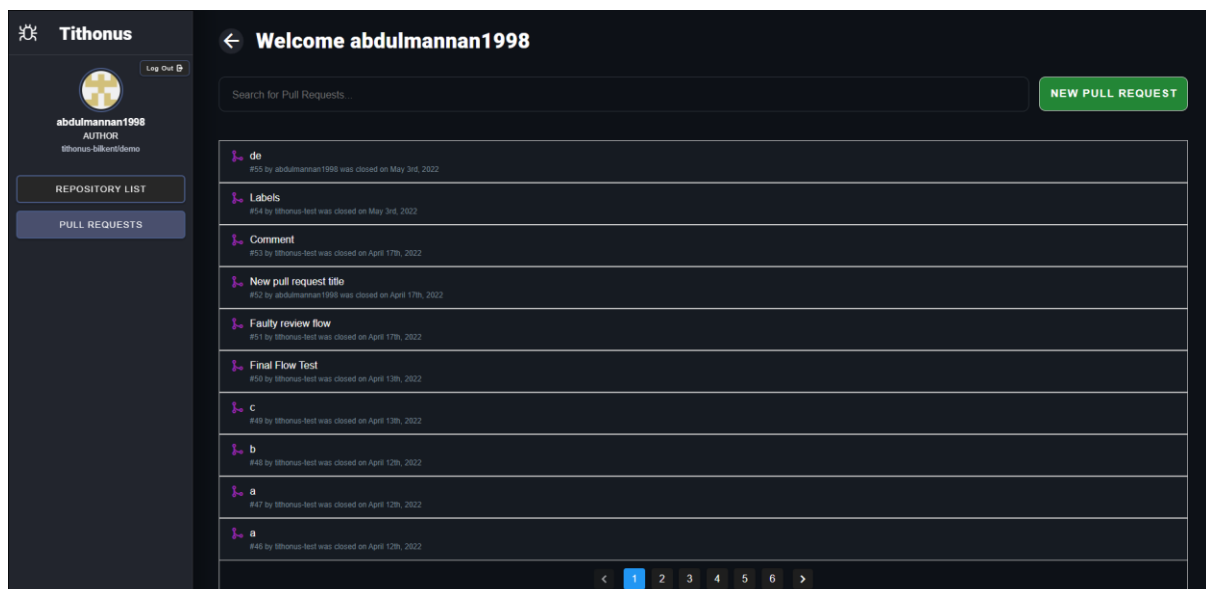 Tithonus
Log Out
abdulmannan1998
AUTHOR
tithonus-bilkent/demo
REPOSITORY LIST
PULL REQUESTS
Welcome abdulmannan1998
Search for Pull Requests...
NEW PULL REQUEST
de
#55 by abdulmannan1998 was closed on May 3rd, 2022
Labels
#54 by tithonus-test was closed on May 3rd, 2022
Comment
#53 by tithonus-test was closed on April 17th, 2022
New pull request title
#52 by abdulmannan1998 was closed on April 17th, 2022
Faulty review flow
#51 by tithonus-test was closed on April 17th, 2022
Final Flow Test
#50 by tithonus-test was closed on April 13th, 2022
c
#49 by tithonus-test was closed on April 13th, 2022
b
#48 by tithonus-test was closed on April 12th, 2022
a
#47 by tithonus-test was closed on April 12th, 2022
a
#46 by tithonus-test was closed on April 12th, 2022
1 2 3 4 5 6